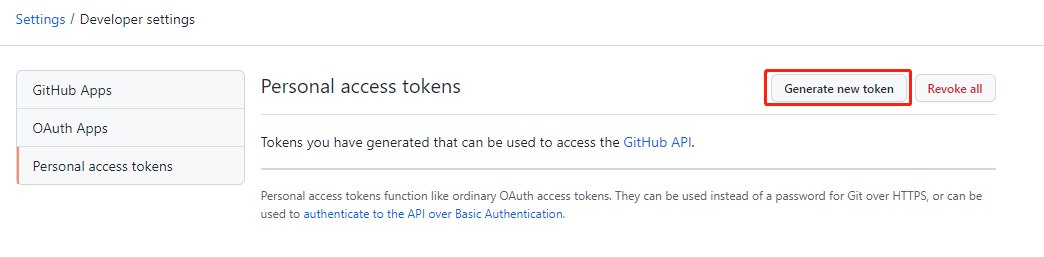 Settings / Developer settings
GitHub Apps
OAuth Apps
Personal access tokens
Personal access tokens
Generate new token
Revoke all
Tokens you have generated that can be used to access the GitHub API.
Personal access tokens function like ordinary OAuth access tokens. They can be used instead of a password for Git over HTTPS, or can be
used to authenticate to the API over Basic Authentication.